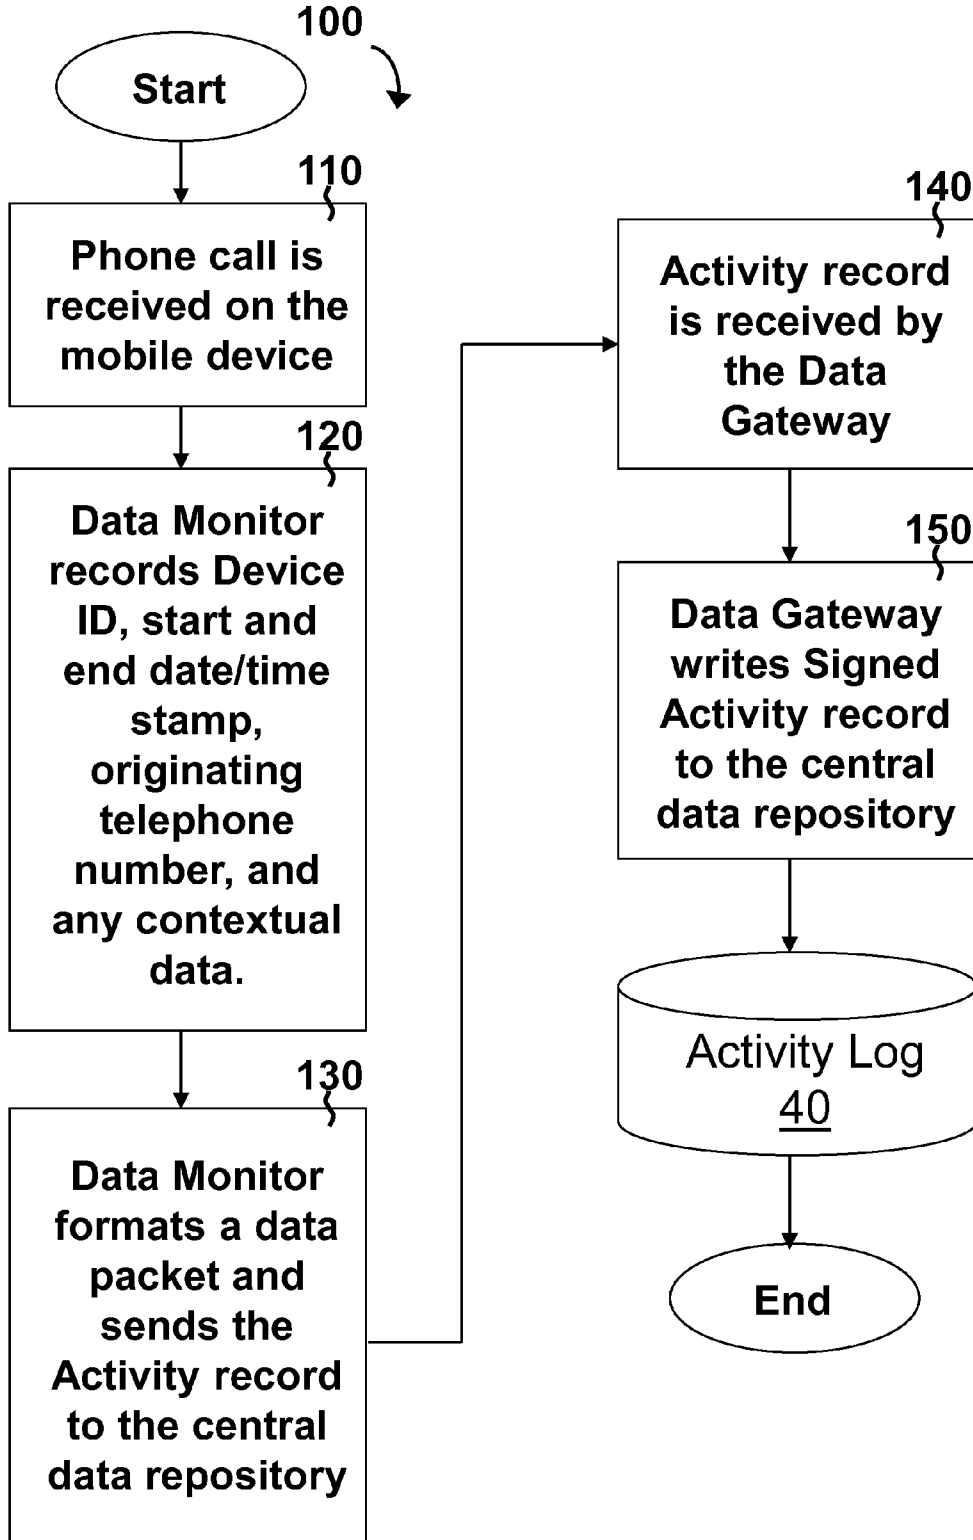 100
Start
110
Phone call is
received on the
mobile device
120
Data Monitor
records Device
ID, start and
end date/time
stamp,
originating
telephone
number, and
any contextual
data.
130
Data Monitor
formats a data
packet and
sends the
Activity record
to the central
data repository
140
Activity record
is received by
the Data
Gateway
150
Data Gateway
writes Signed
Activity record
to the central
data repository
Activity Log
40
End